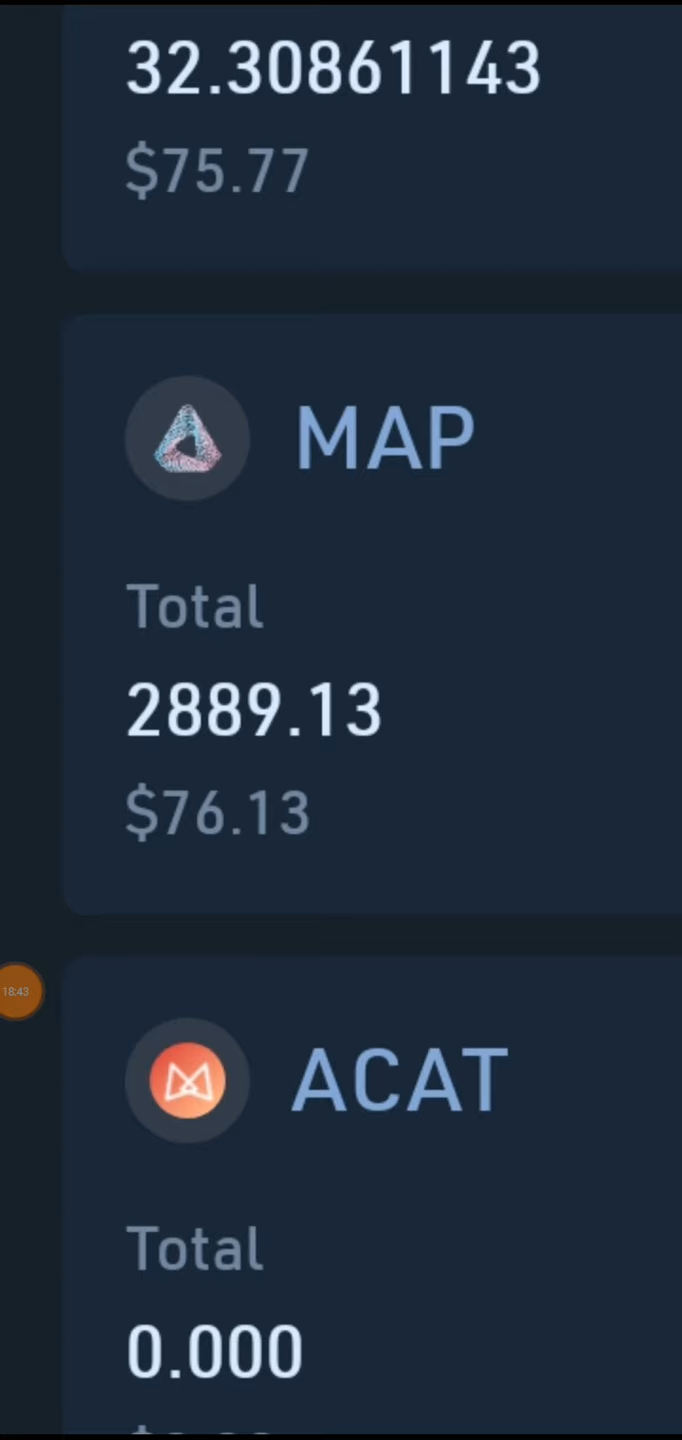 32.30861143
$75.77
MAP
Total
2889.13
$76.13
18:43
ACAT
Total
0.000